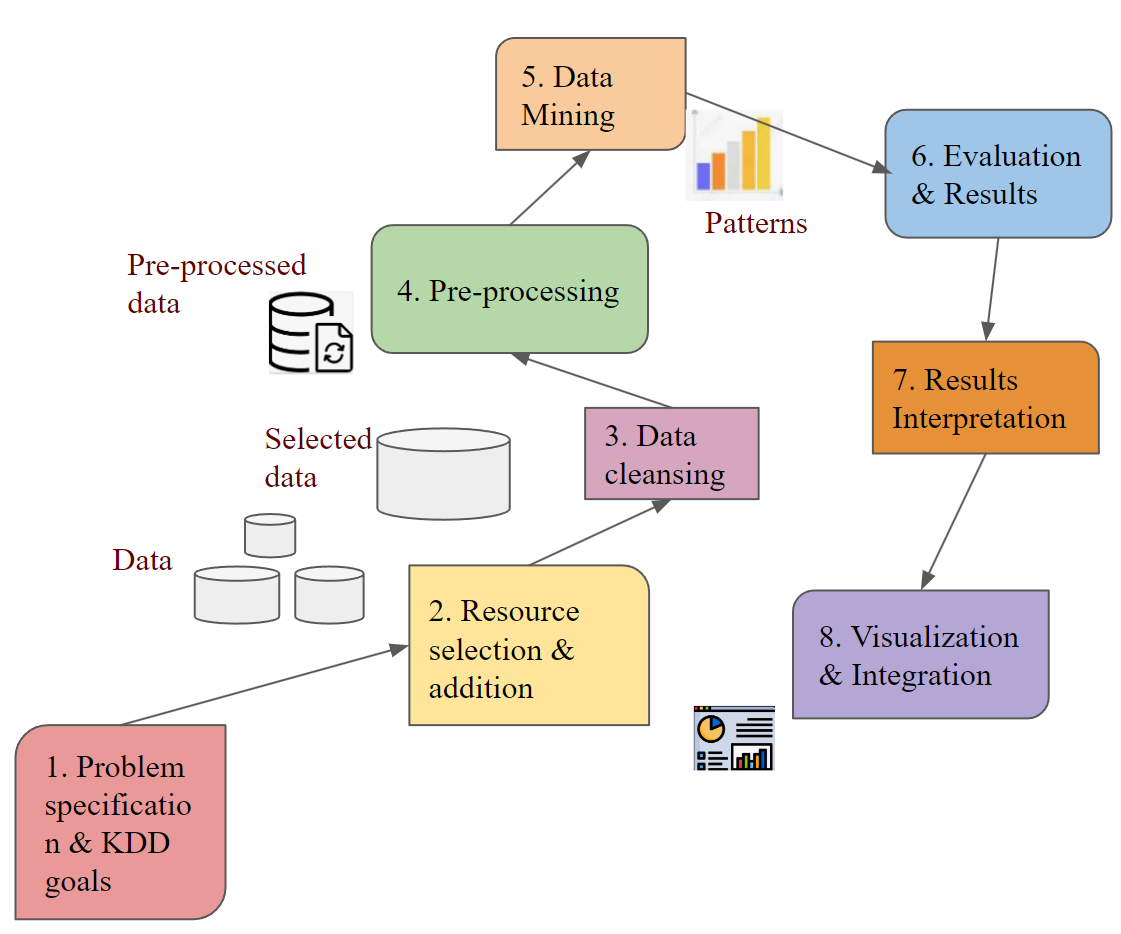 5. Data
Mining
6. Evaluation
& Results
Patterns
Pre-processed
data
4. Pre-processing
7. Results
Interpretation
Selected
data
3. Data
cleansing
Data
2. Resource
selection &
addition
8. Visualization
& Integration
1. Problem
specificatio
n & KDD
goals